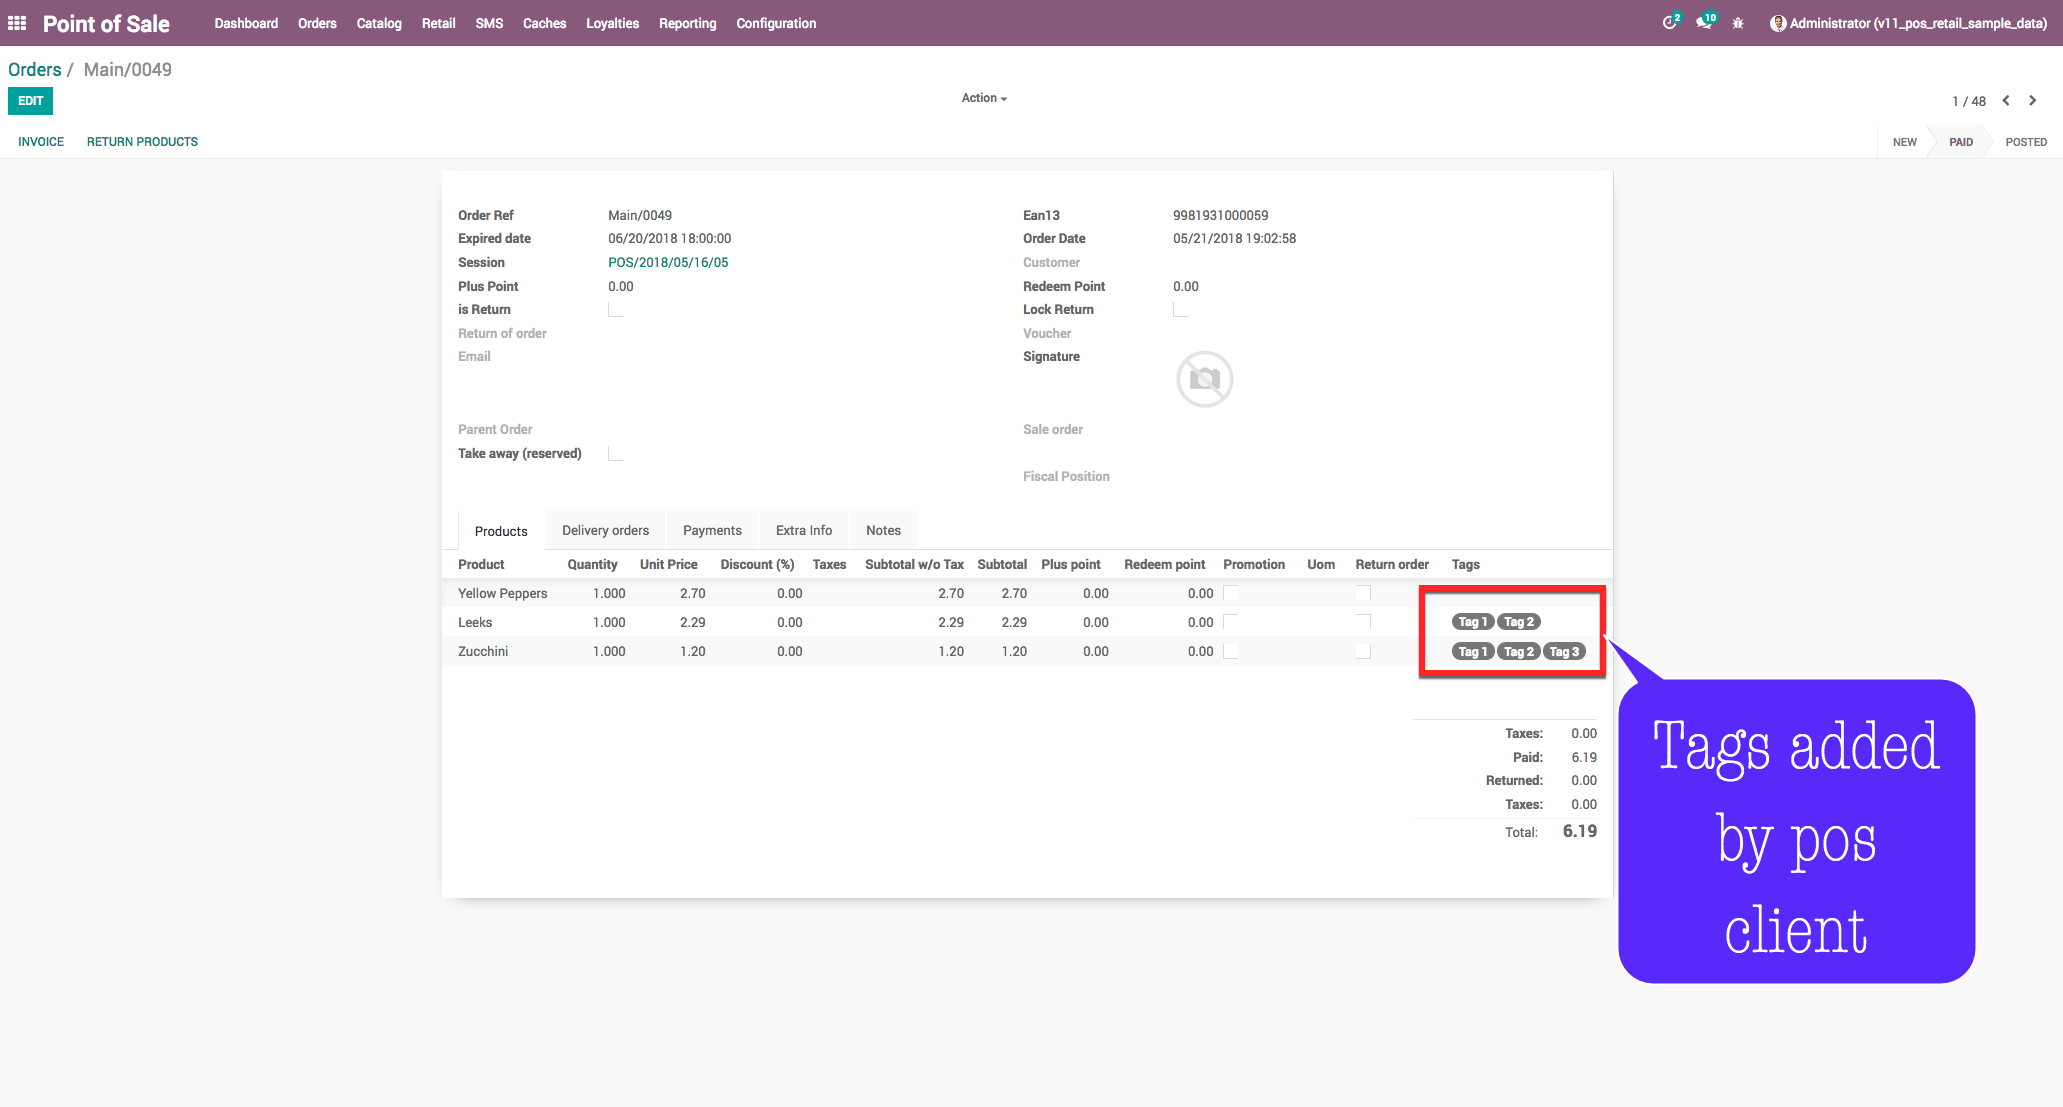 Point of Sale Dashboard Orders Catalog Retail SMS Caches Loyalties Reporting Configuration 2 10 Administrator (v11_pos_retail_sample_data)
Orders / Main/0049
EDIT Action 1 / 48
INVOICE RETURN PRODUCTS NEW PAID POSTED
Order Ref Main/0049 Ean13 9981931000059
Expired date 06/20/2018 18:00:00 Order Date 05/21/2018 19:02:58
Session POS/2018/05/16/05 Customer
Plus Point 0.00 Redeem Point 0.00
is Return Lock Return
Return of order Voucher
Email Signature
Parent Order Sale order
Take away (reserved)
Fiscal Position
Products Delivery orders Payments Extra Info Notes
Product Quantity Unit Price Discount (%) Taxes Subtotal w/o Tax Subtotal Plus point Redeem point Promotion Uom Return order Tags
Yellow Peppers 1.000 2.70 0.00 2.70 2.70 0.00 0.00
Leeks 1.000 2.29 0.00 2.29 2.29 0.00 0.00 Tag 1 Tag 2
Zucchini 1.000 1.20 0.00 1.20 1.20 0.00 0.00 Tag 1 Tag 2 Tag 3
Taxes: 0.00
Paid: 6.19
Returned: 0.00
Taxes: 0.00
Total: 6.19
Tags added
by pos
client